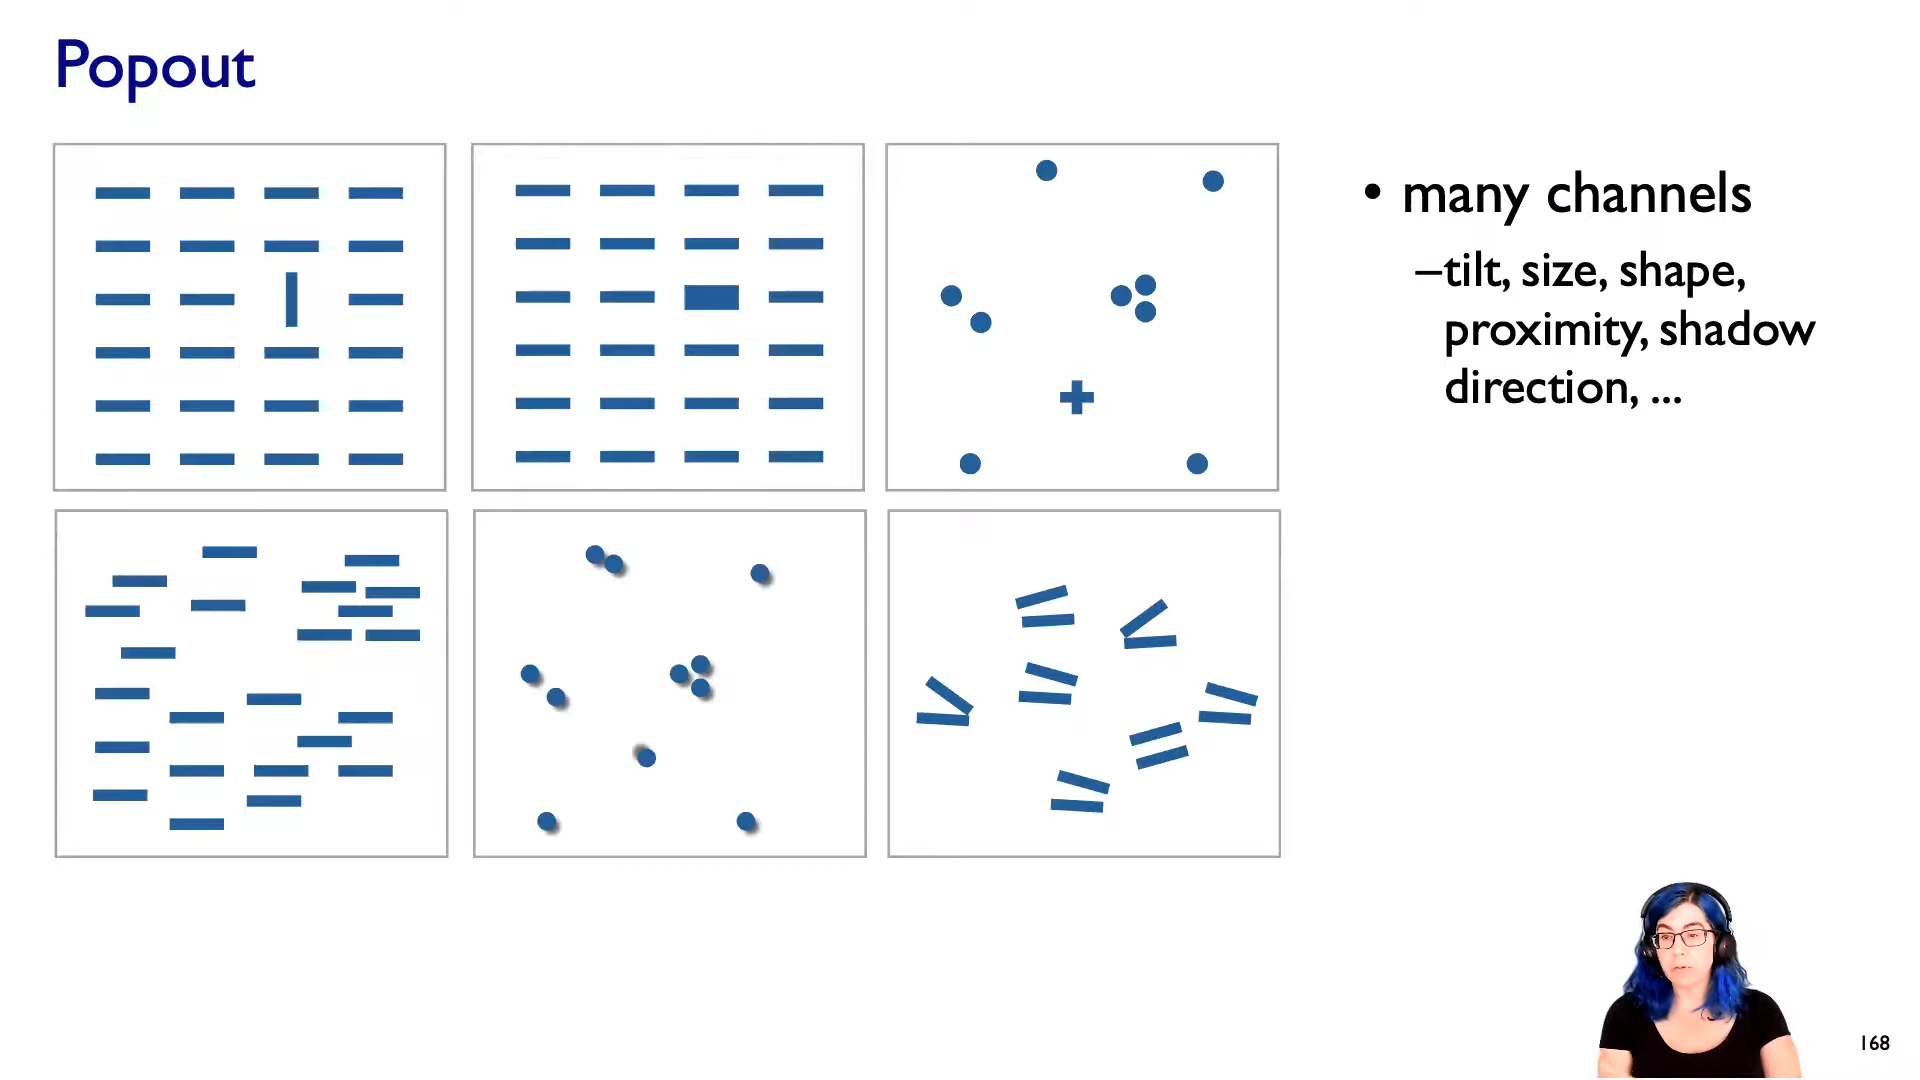 Popout
• many channels
–tilt, size, shape,
proximity, shadow
direction, ...
168